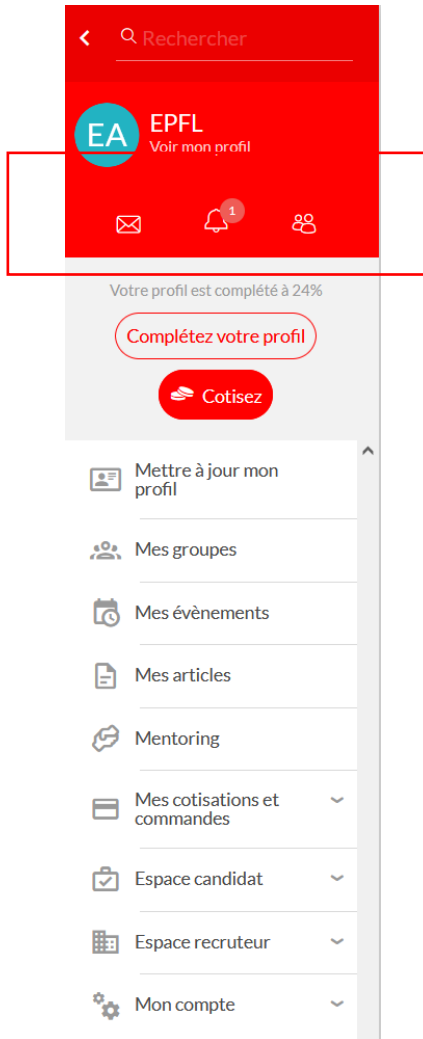 Rechercher
EA
EPFL
Voir mon profil
1
Votre profil est complété à 24%
Complétez votre profil
Cotisez
Mettre à jour mon
profil
Mes groupes
Mes évènements
Mes articles
Mentoring
Mes cotisations et
commandes
Espace candidat
Espace recruteur
Mon compte